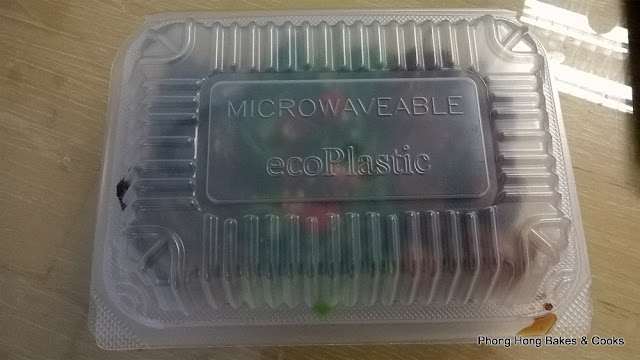 MICROWAVEABLE
ecoPlastic
Phong Hong Bakes & Cooks